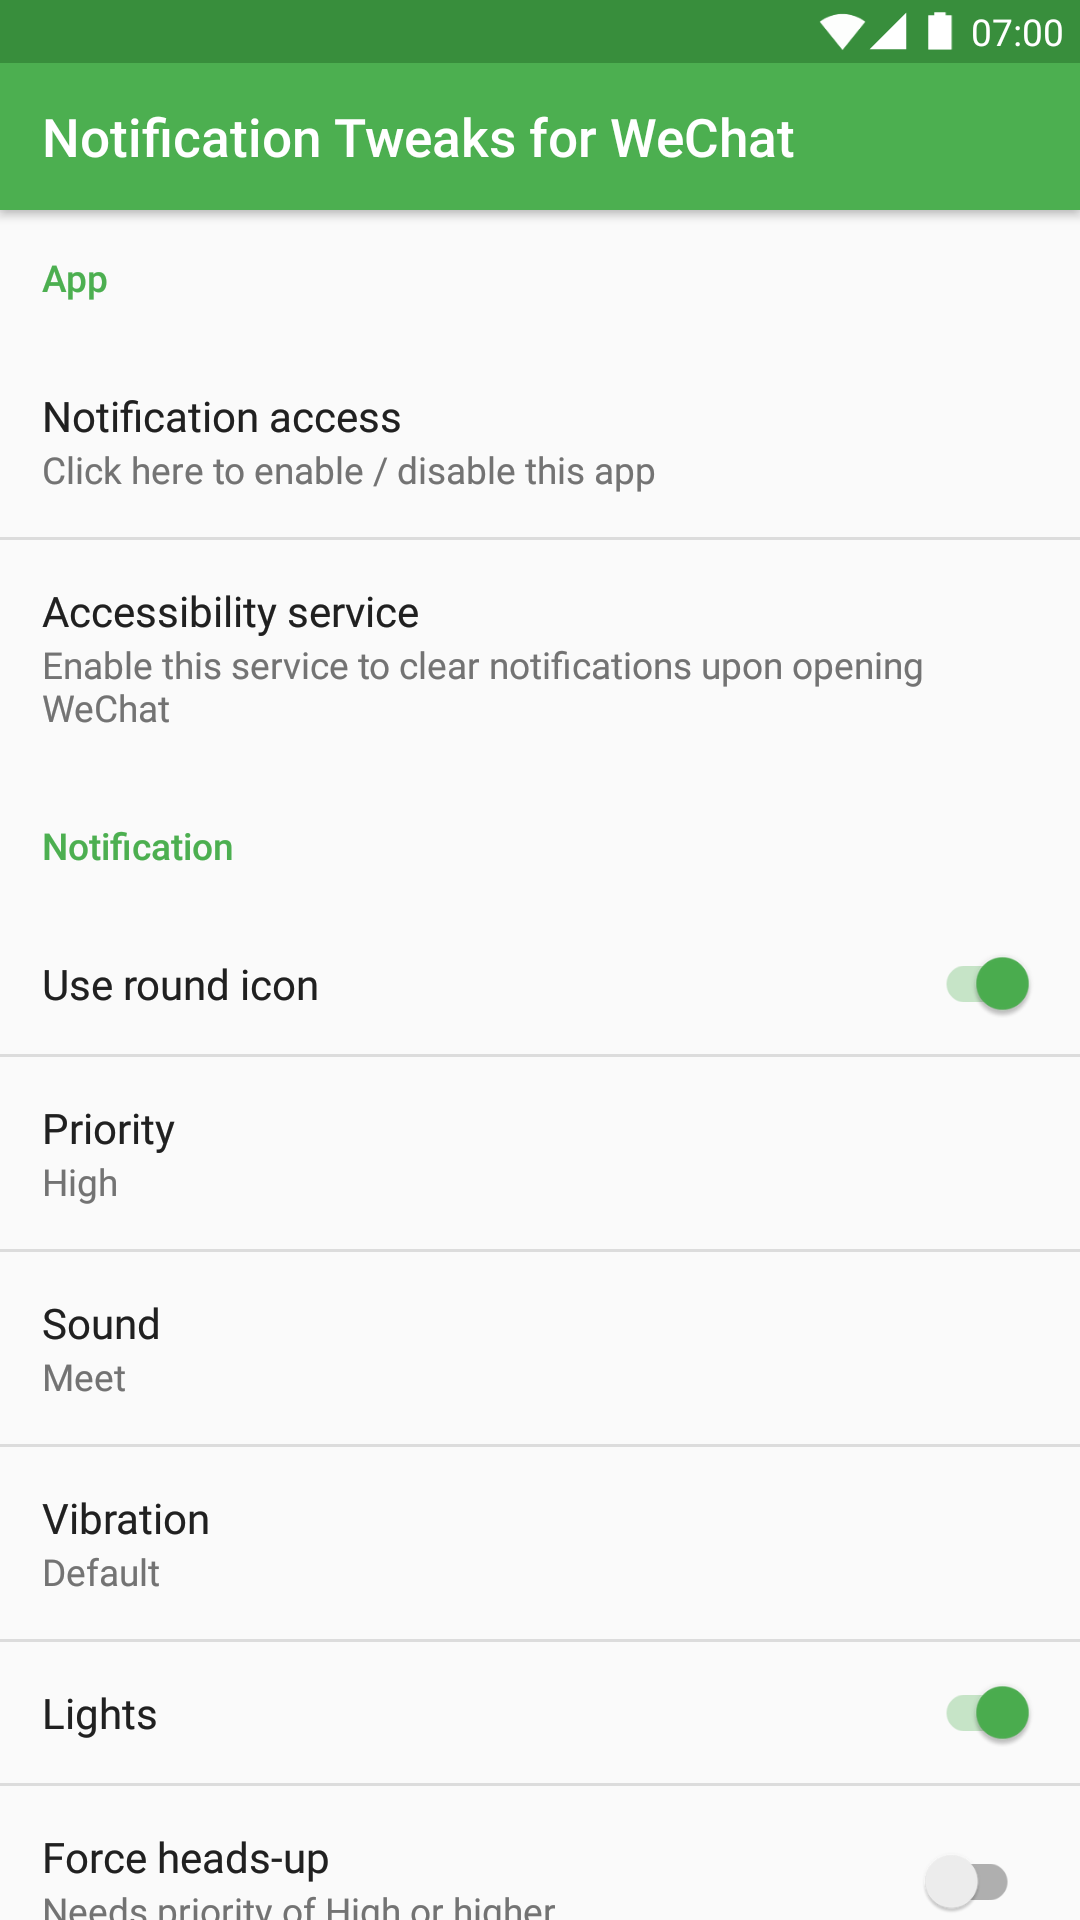 07:00
Notification Tweaks for WeChat
App
Notification access
Click here to enable / disable this app
Accessibility service
Enable this service to clear notifications upon opening
WeChat
Notification
Use round icon
Priority
High
Sound
Meet
Vibration
Default
Lights
Force heads-up
Needs priority of High or higher